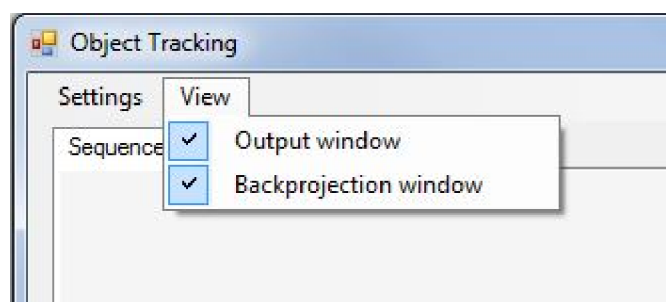 Object Tracking
Settings View
Sequence
Output window
Backprojection window